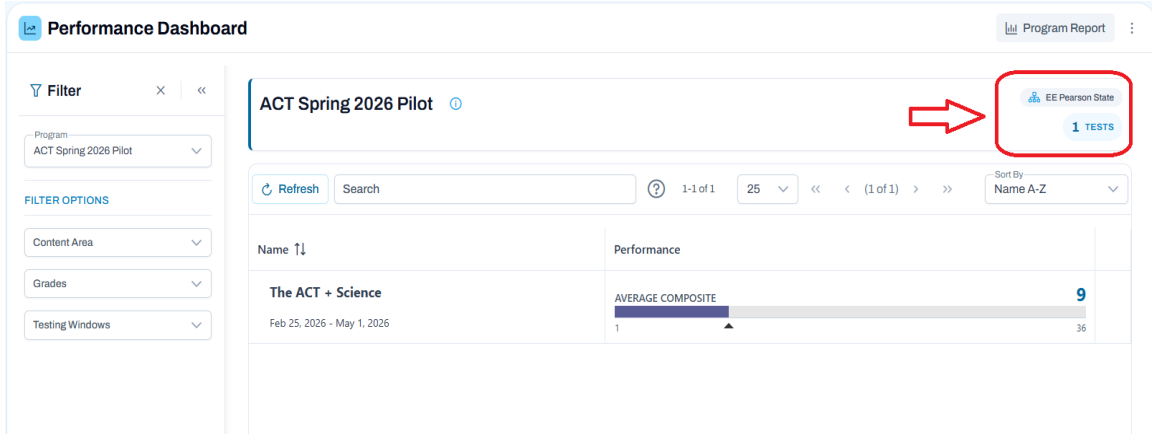 Performance Dashboard
Program Report
Filter
Program
ACT Spring 2026 Pilot
FILTER OPTIONS
Content Area
Grades
Testing Windows
ACT Spring 2026 Pilot
EE Pearson State
1 TESTS
Refresh
Search
1-1 of 1
25
(1 of 1)
Sort By
Name A-Z
Name
Performance
The ACT + Science
Feb 25, 2026 - May 1, 2026
AVERAGE COMPOSITE
9
1
36